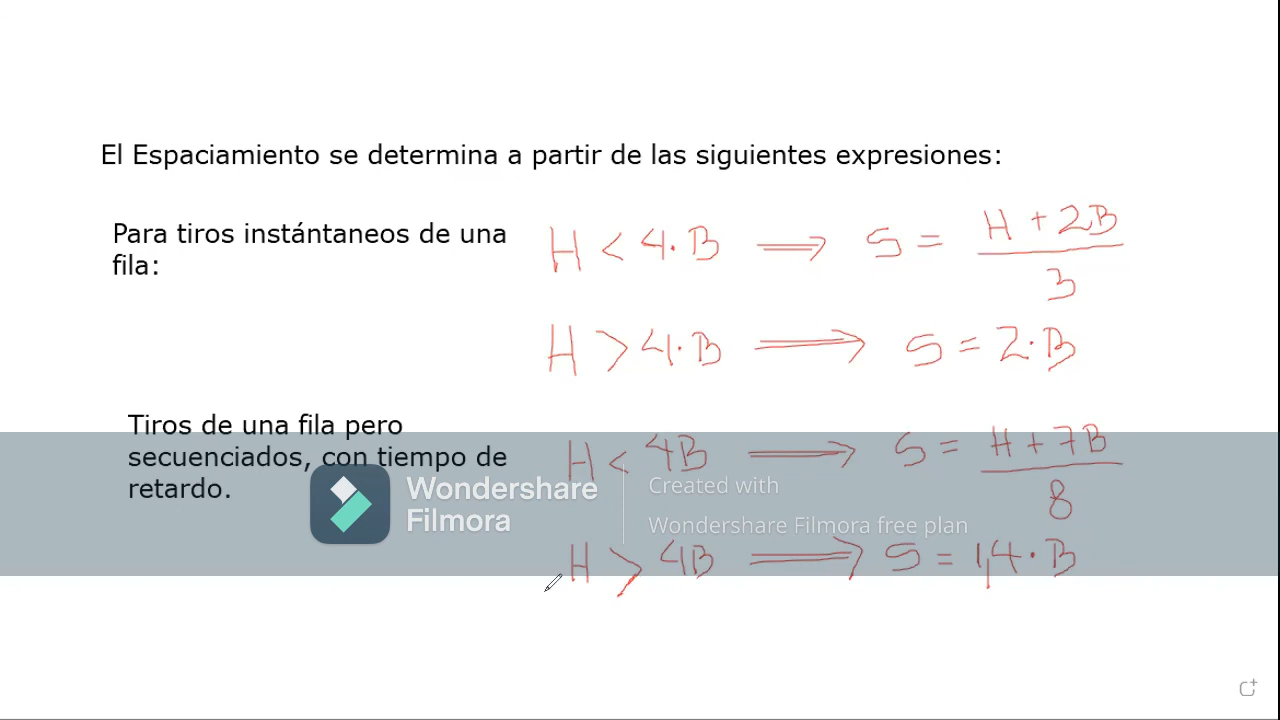 El Espaciamiento se determina a partir de las siguientes expresiones:
Para tiros instántaneos de una
fila:
H < 4·B ⟹ S = (H + 2B)/3
H > 4·B ⟹ S = 2·B
Tiros de una fila pero
secuenciados, con tiempo de
retardo.
H < 4B ⟹ S = (H + 7B)/8
H > 4B ⟹ S = 1,4·B
Wondershare
Filmora
Created with
Wondershare Filmora free plan